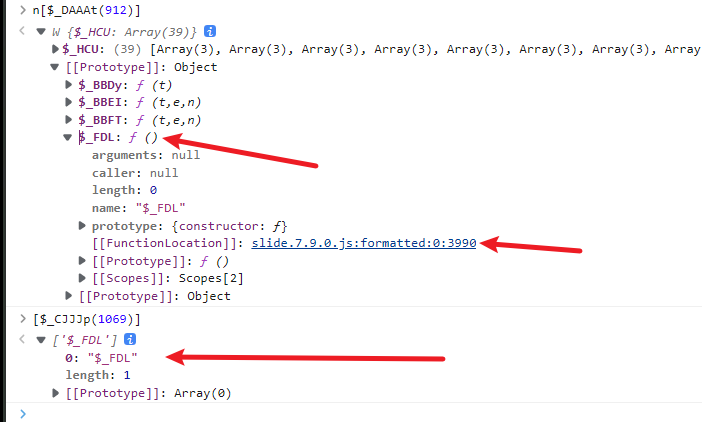 n[$_DAAAt(912)]
W {$_HCU: Array(39)}
$_HCU: (39) [Array(3), Array(3), Array(3), Array(3), Array(3), Array(3), Array(3), Array
[[Prototype]]: Object
$_BBDy: ƒ (t)
$_BBEI: ƒ (t,e,n)
$_BBFT: ƒ (t,e,n)
$_FDL: ƒ ()
arguments: null
caller: null
length: 0
name: "$_FDL"
prototype: {constructor: ƒ}
[[FunctionLocation]]: slide.7.9.0.js:formatted:0:3990
[[Prototype]]: ƒ ()
[[Scopes]]: Scopes[2]
[[Prototype]]: Object
[$_CJJJp(1069)]
['$_FDL']
0: "$_FDL"
length: 1
[[Prototype]]: Array(0)